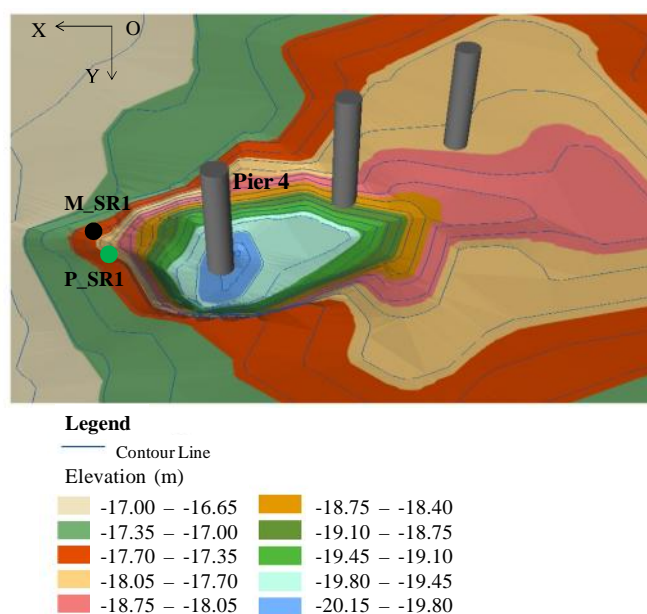 X O
Y
Pier 4
M_SR1
P_SR1
Legend
Contour Line
Elevation (m)
-17.00 – -16.65 -18.75 – -18.40
-17.35 – -17.00 -19.10 – -18.75
-17.70 – -17.35 -19.45 – -19.10
-18.05 – -17.70 -19.80 – -19.45
-18.75 – -18.05 -20.15 – -19.80